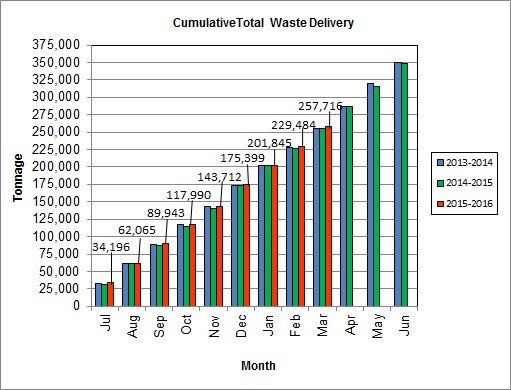 CumulativeTotal Waste Delivery
Tonnage
375,000
350,000
325,000
300,000
275,000
250,000
225,000
200,000
175,000
150,000
125,000
100,000
75,000
50,000
25,000
0
34,196
62,065
89,943
117,990
143,712
175,399
201,845
229,484
257,716
Jul
Aug
Sep
Oct
Nov
Dec
Jan
Feb
Mar
Apr
May
Jun
Month
2013-2014
2014-2015
2015-2016